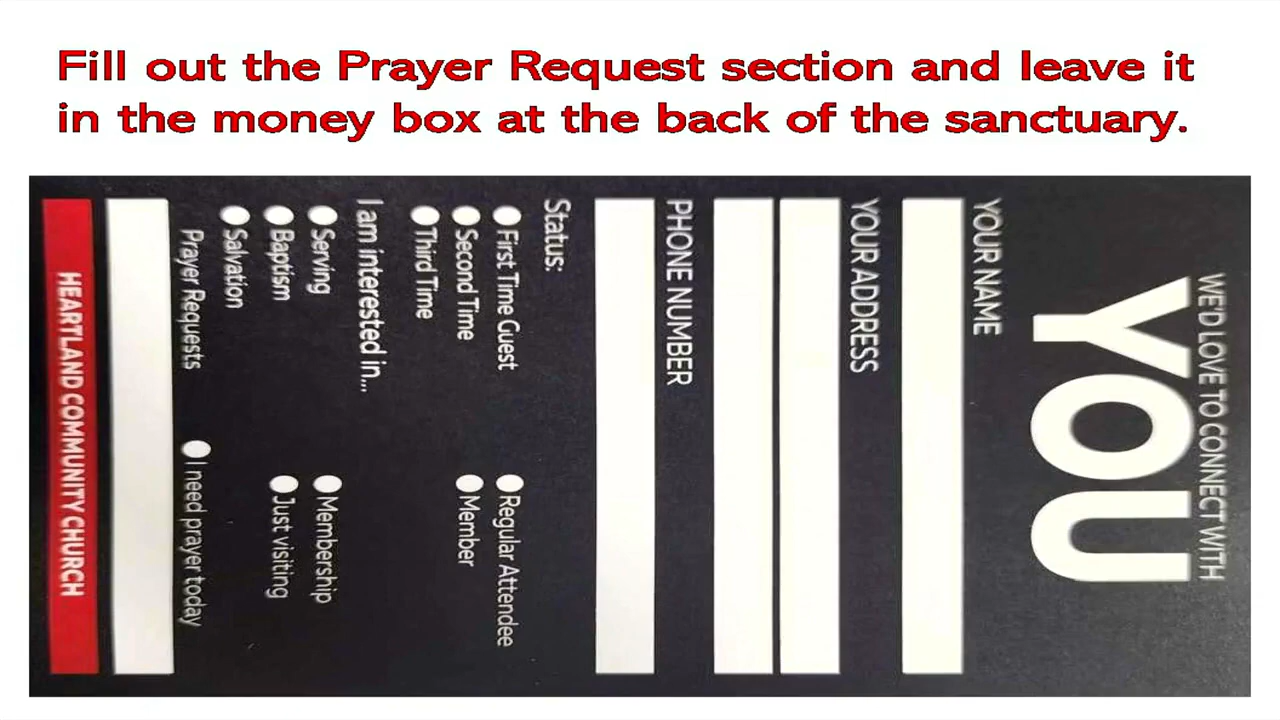 Fill out the Prayer Request section and leave it
in the money box at the back of the sanctuary.
WE'D LOVE TO CONNECT WITH
YOU
YOUR NAME
YOUR ADDRESS
PHONE NUMBER
Status:
First Time Guest Regular Attendee
Second Time Member
Third Time
I am interested in...
Serving Membership
Baptism Just visiting
Salvation
Prayer Requests I need prayer today
HEARTLAND COMMUNITY CHURCH